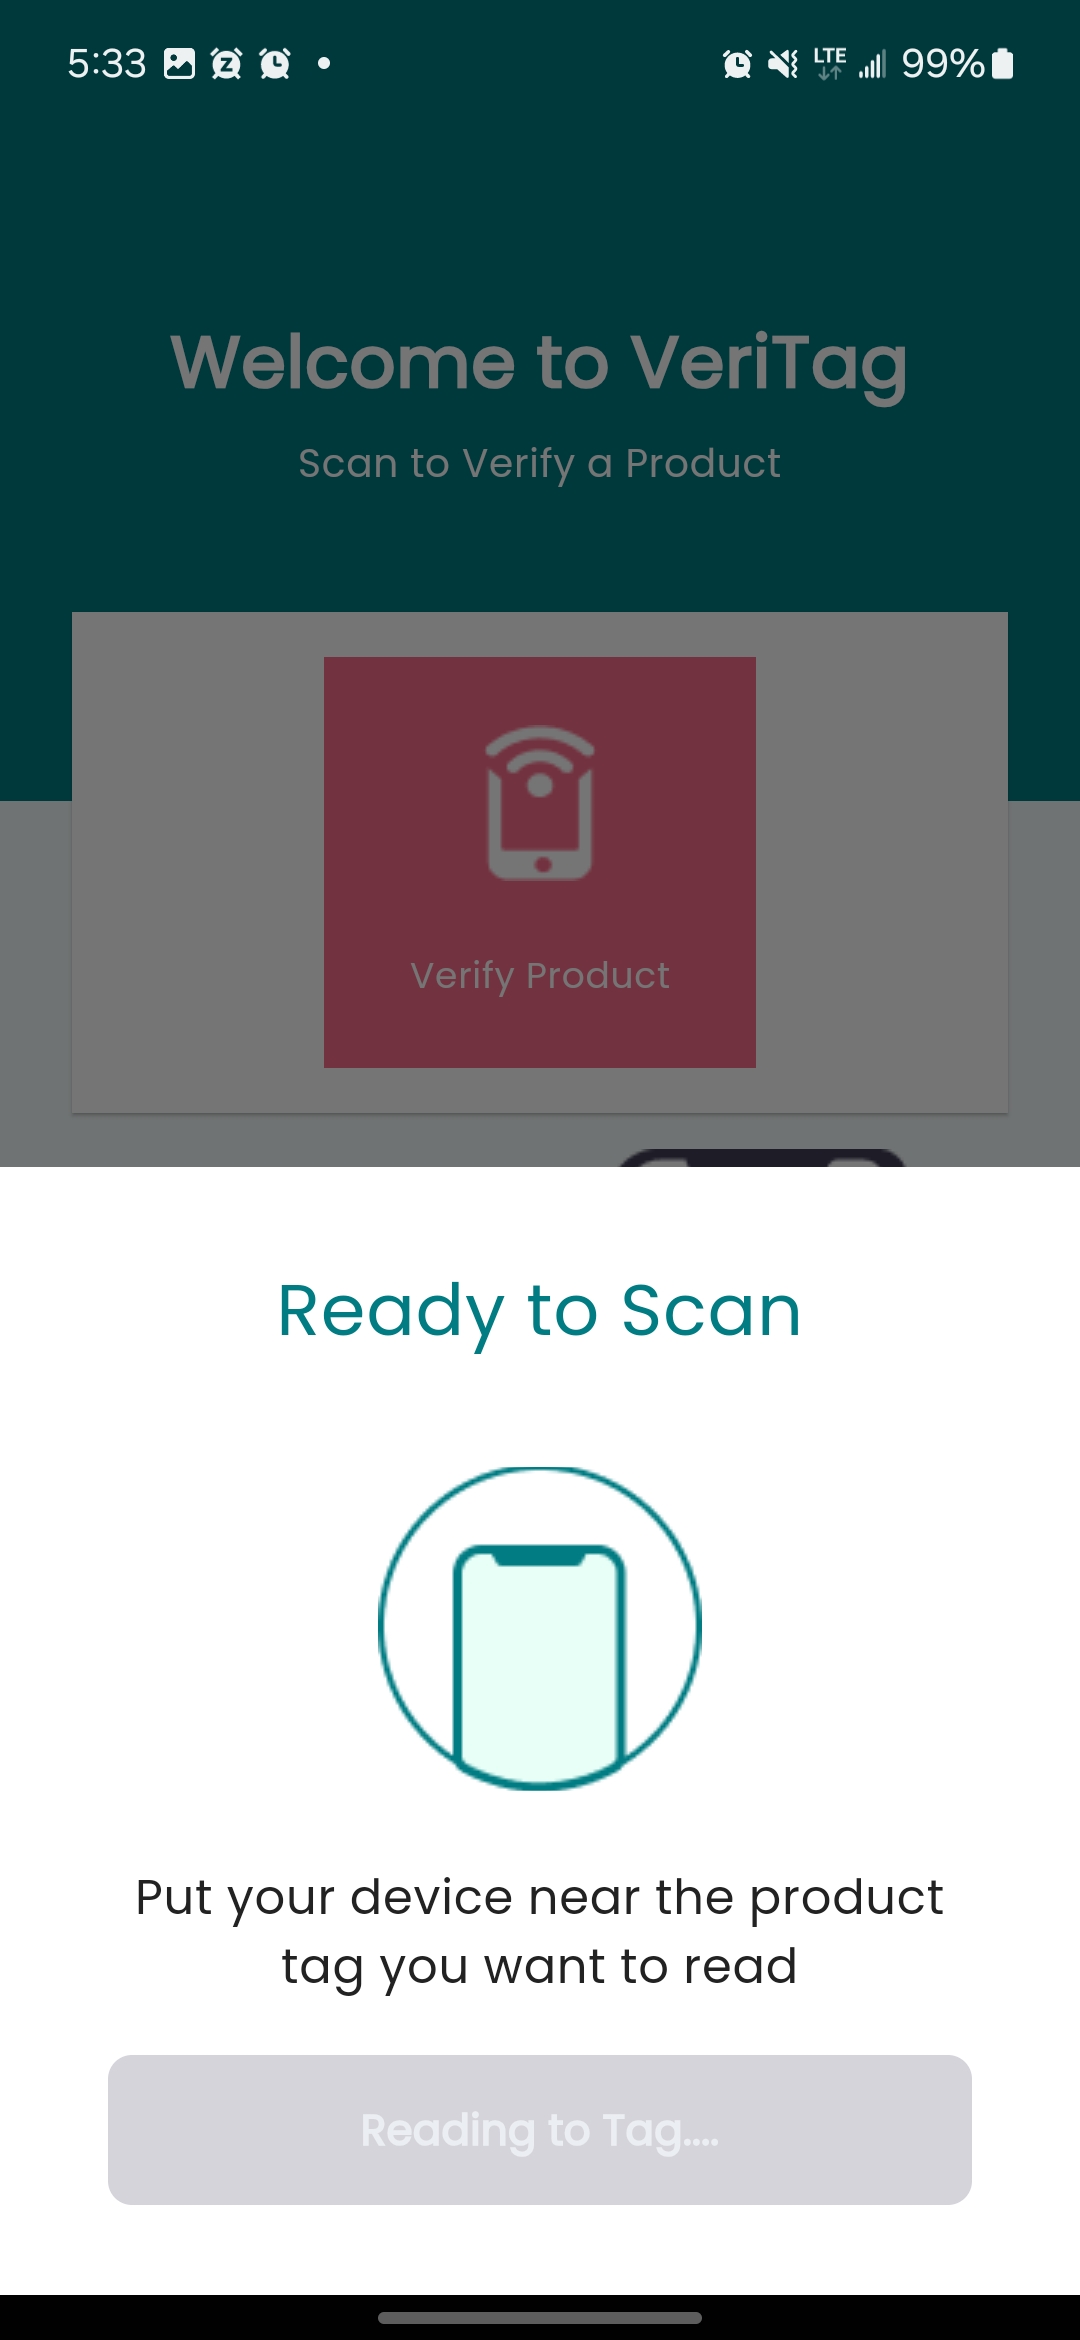 5:33
LTE
99%
Welcome to VeriTag
Scan to Verify a Product
Verify Product
Ready to Scan
Put your device near the product
tag you want to read
Reading to Tag....